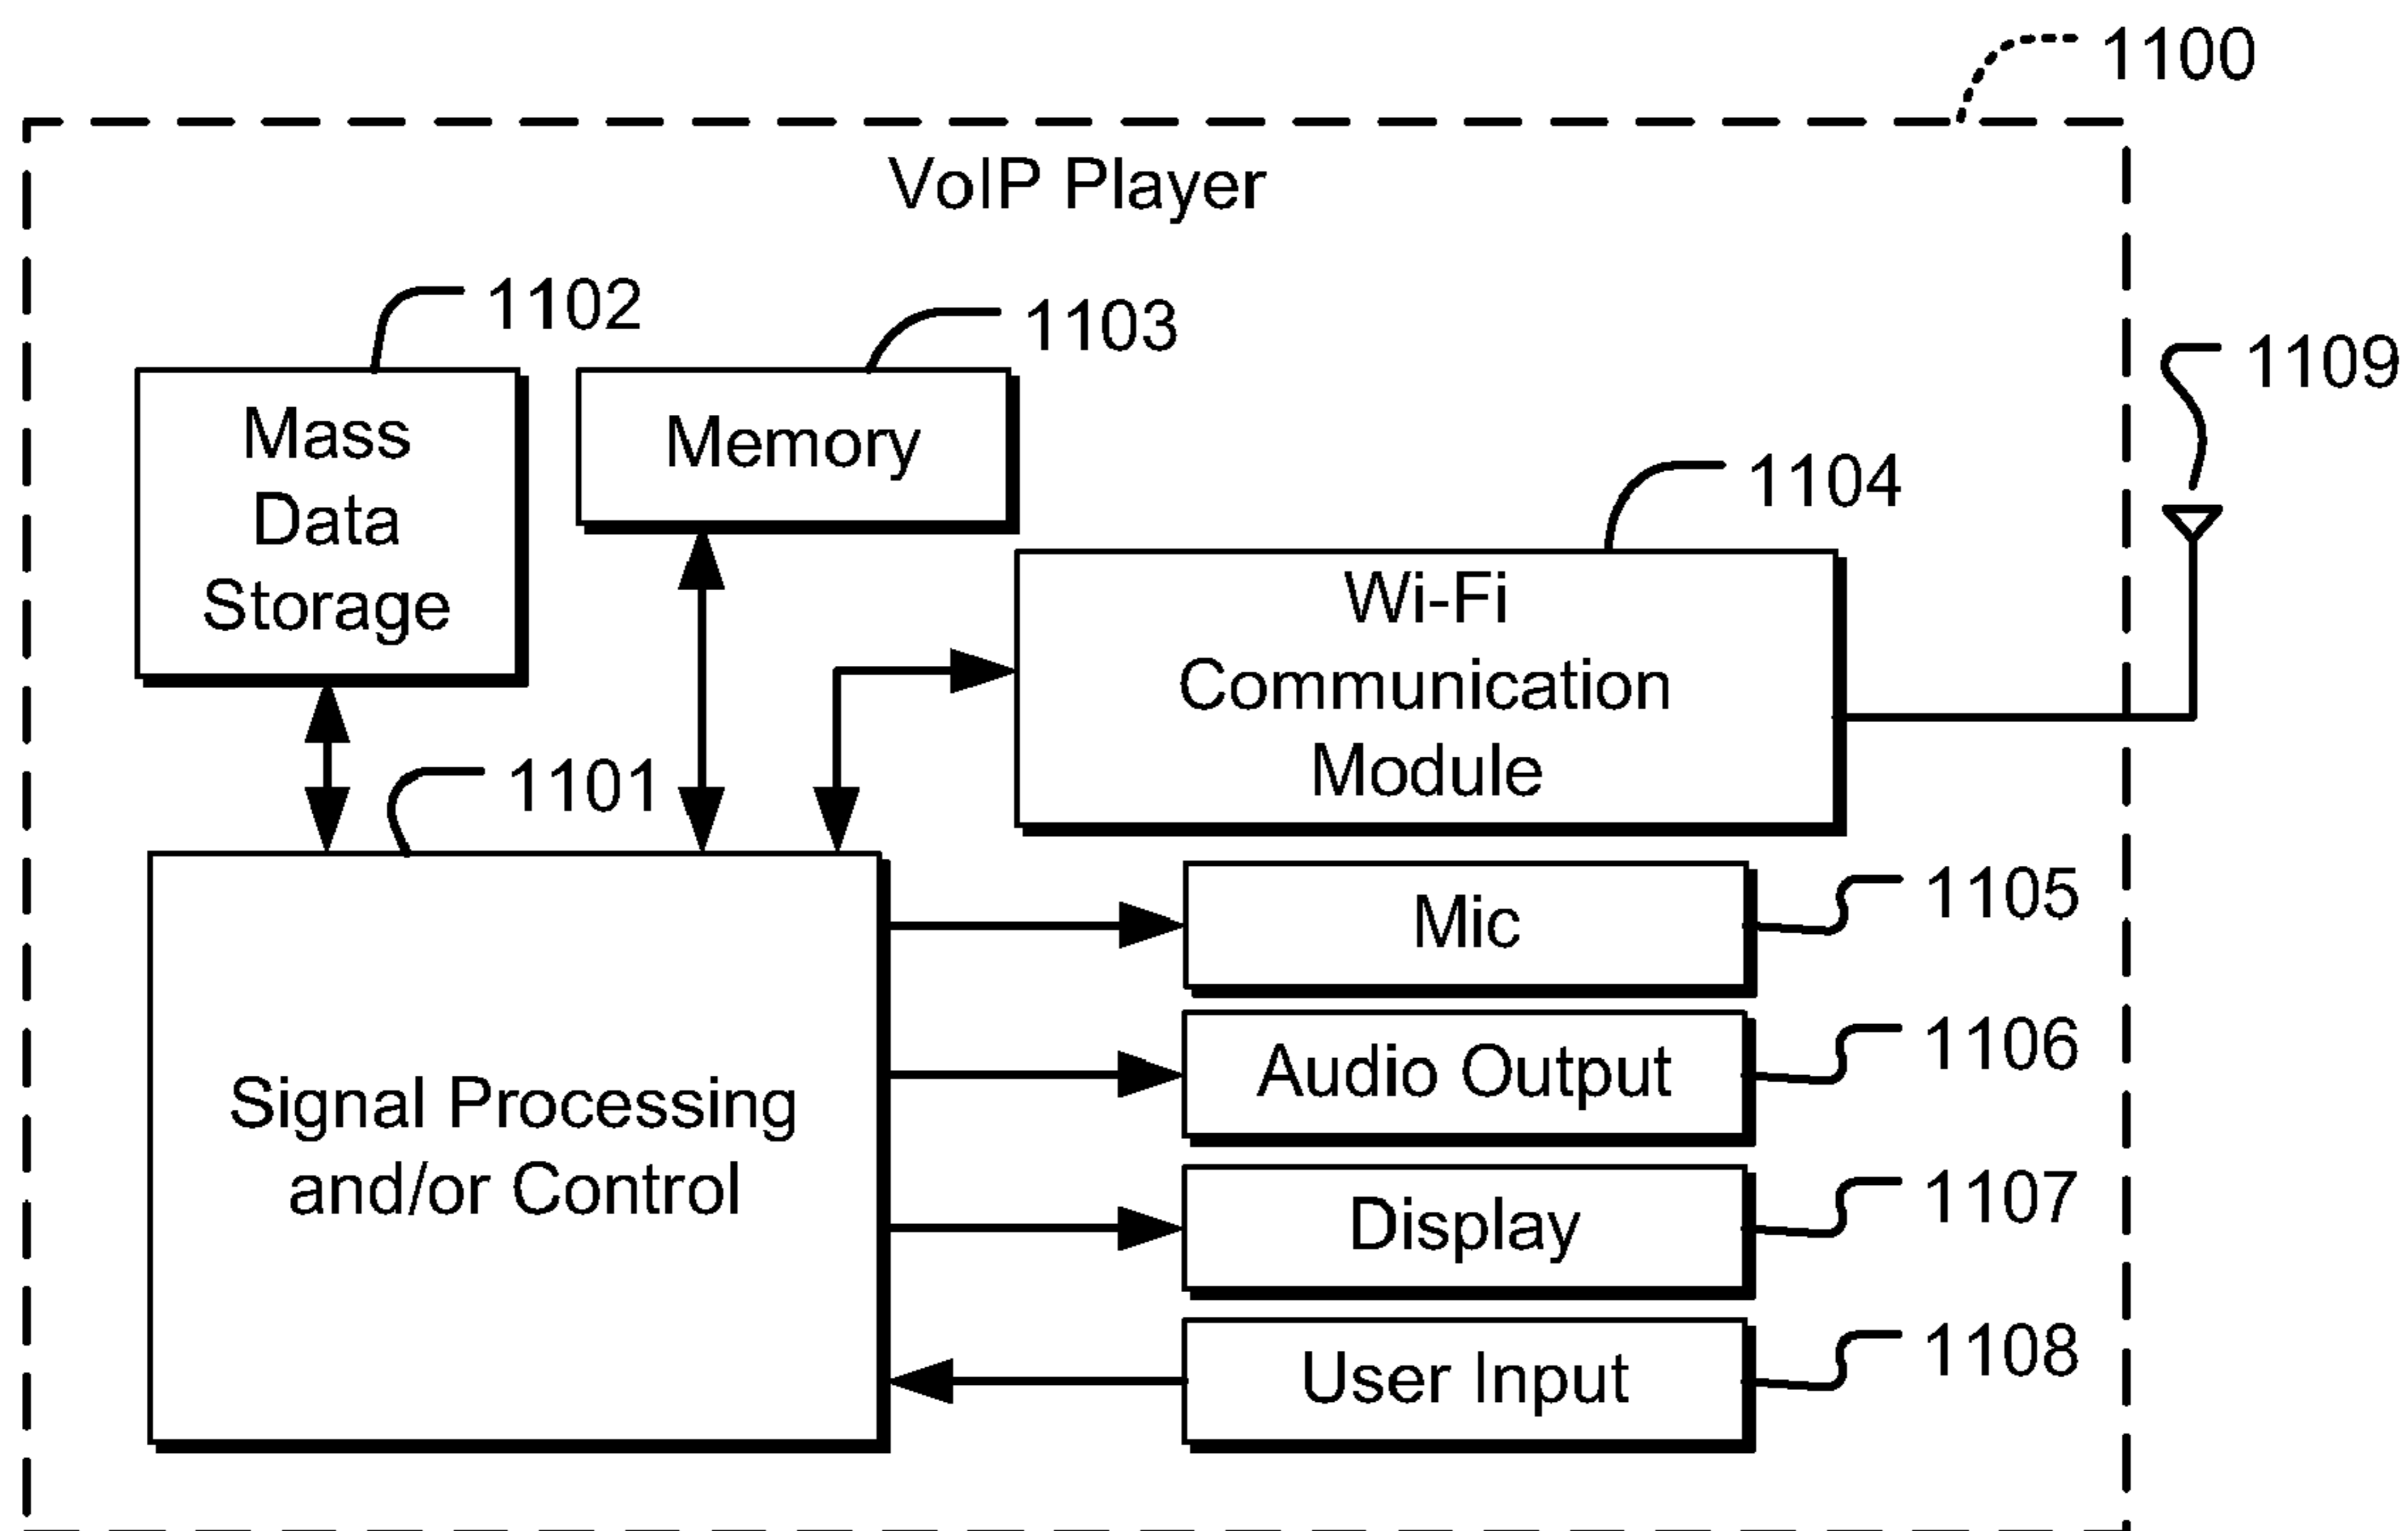 1100
VoIP Player
1102
1103
1109
Mass
Data
Storage
Memory
1104
Wi-Fi
Communication
Module
1101
Mic
1105
Signal Processing
and/or Control
Audio Output
1106
Display
1107
User Input
1108